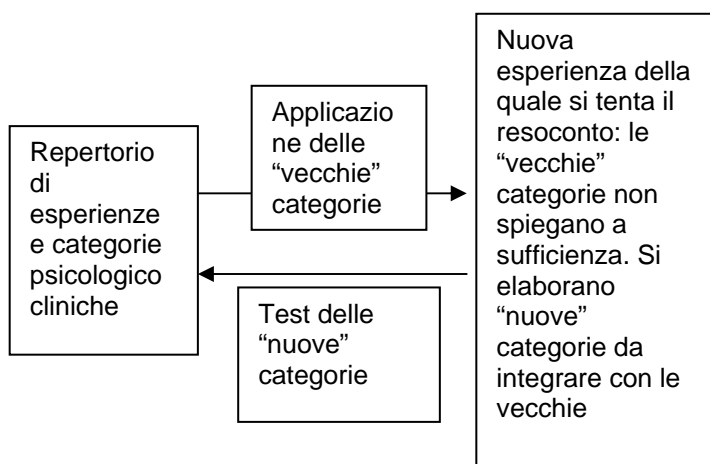 Repertorio
di
esperienze
e categorie
psicologico
cliniche
Applicazio
ne delle
“vecchie”
categorie
Test delle
“nuove”
categorie
Nuova
esperienza della
quale si tenta il
resoconto: le
“vecchie”
categorie non
spiegano a
sufficienza. Si
elaborano
“nuove”
categorie da
integrare con le
vecchie